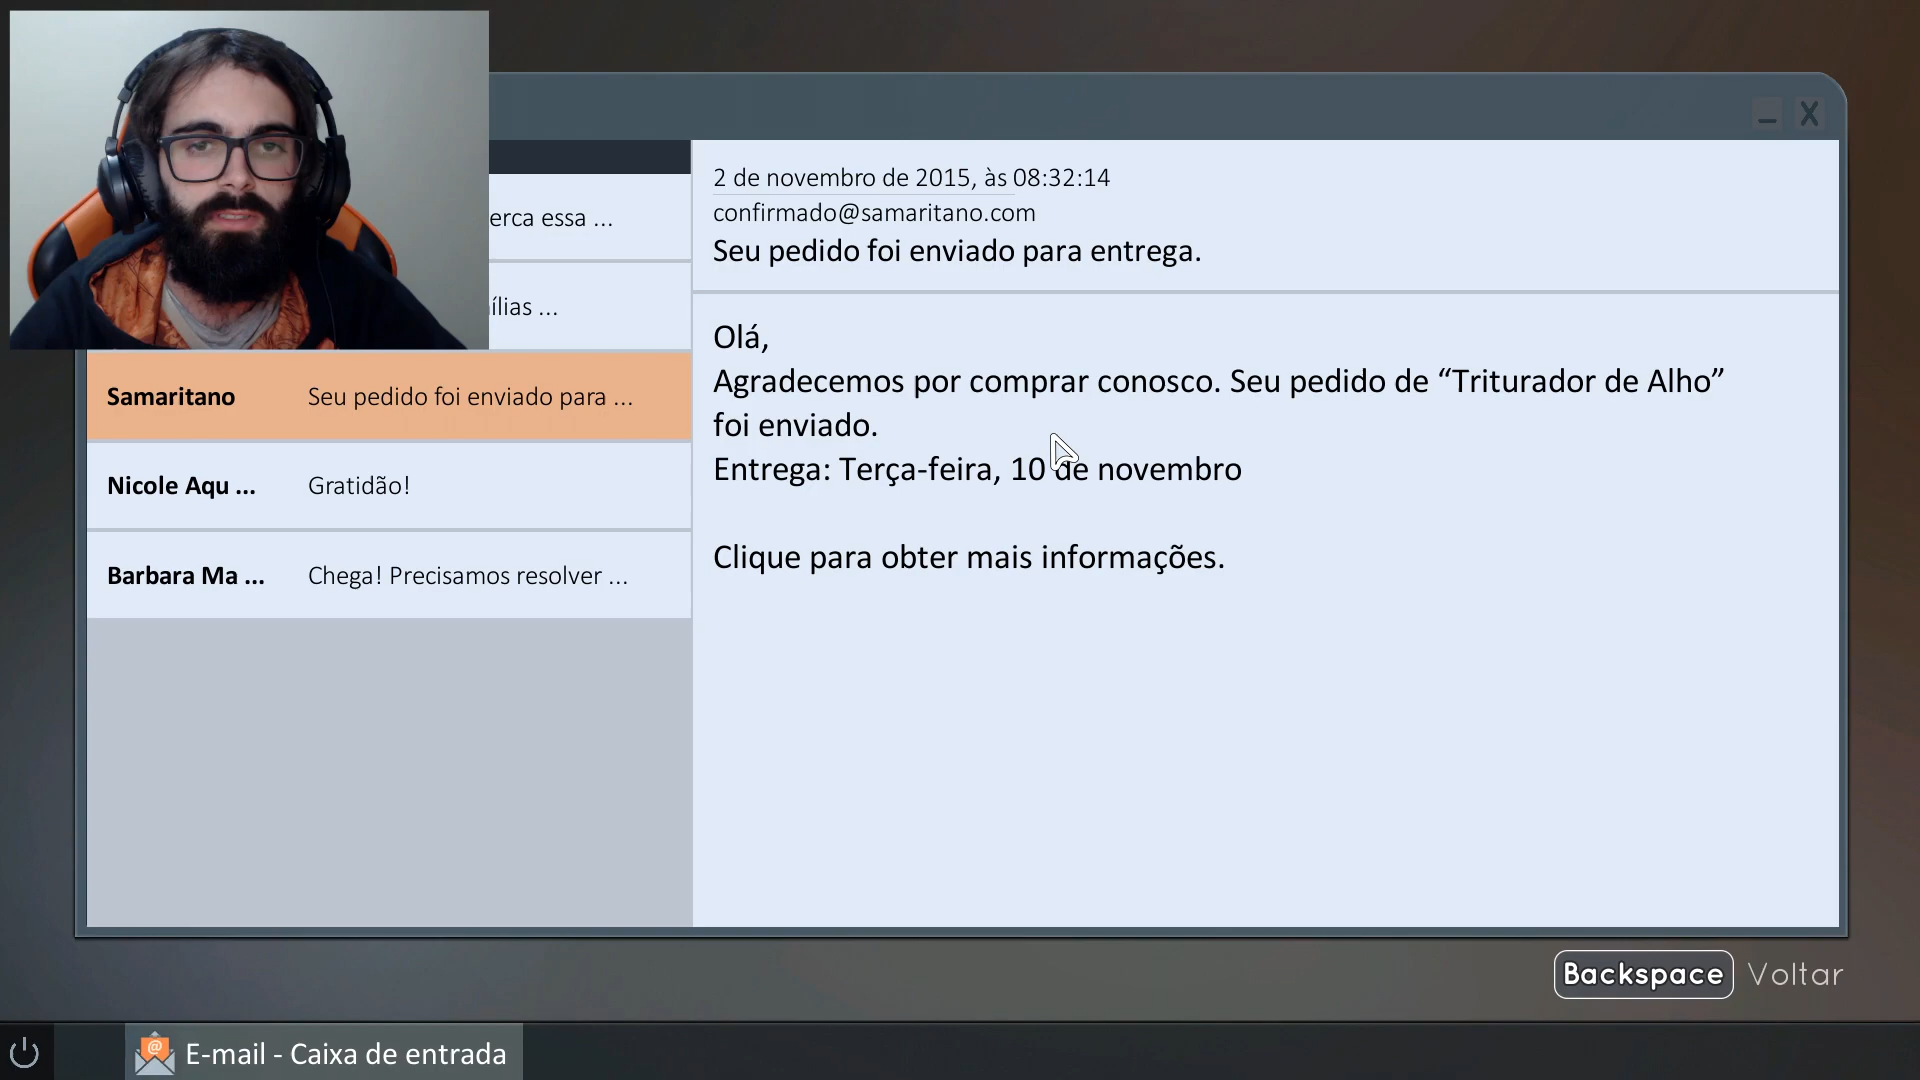 erca essa ...
ílias ...
Samaritano Seu pedido foi enviado para ...
Nicole Aqu ... Gratidão!
Barbara Ma ... Chega! Precisamos resolver ...
2 de novembro de 2015, às 08:32:14
confirmado@samaritano.com
Seu pedido foi enviado para entrega.
Olá,
Agradecemos por comprar conosco. Seu pedido de “Triturador de Alho”
foi enviado.
Entrega: Terça-feira, 10 de novembro
Clique para obter mais informações.
Backspace Voltar
E-mail - Caixa de entrada